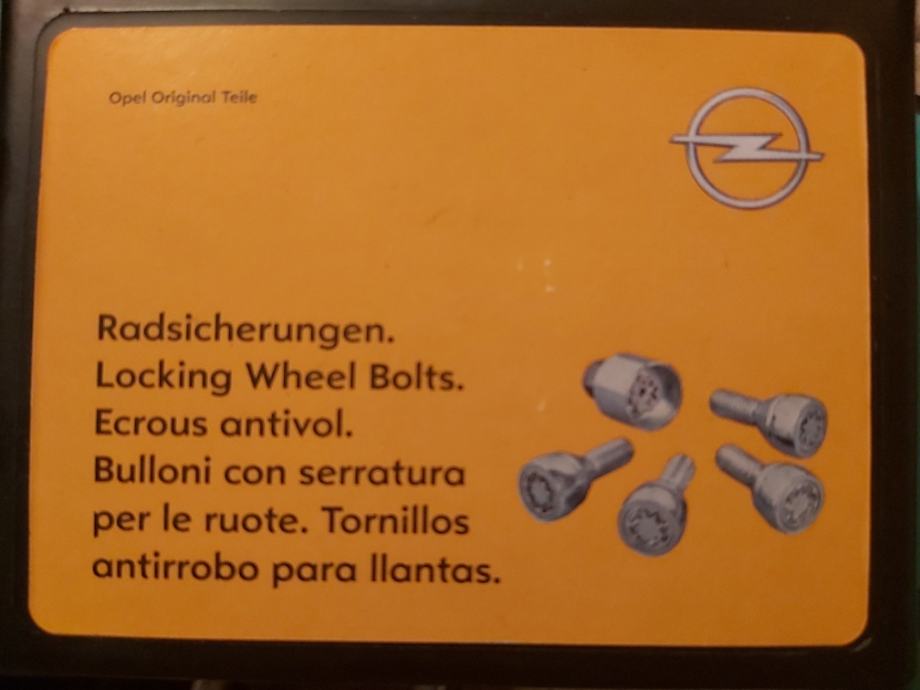 Opel Original Teile
Radsicherungen.
Locking Wheel Bolts.
Ecrous antivol.
Bulloni con serratura
per le ruote. Tornillos
antirrobo para llantas.